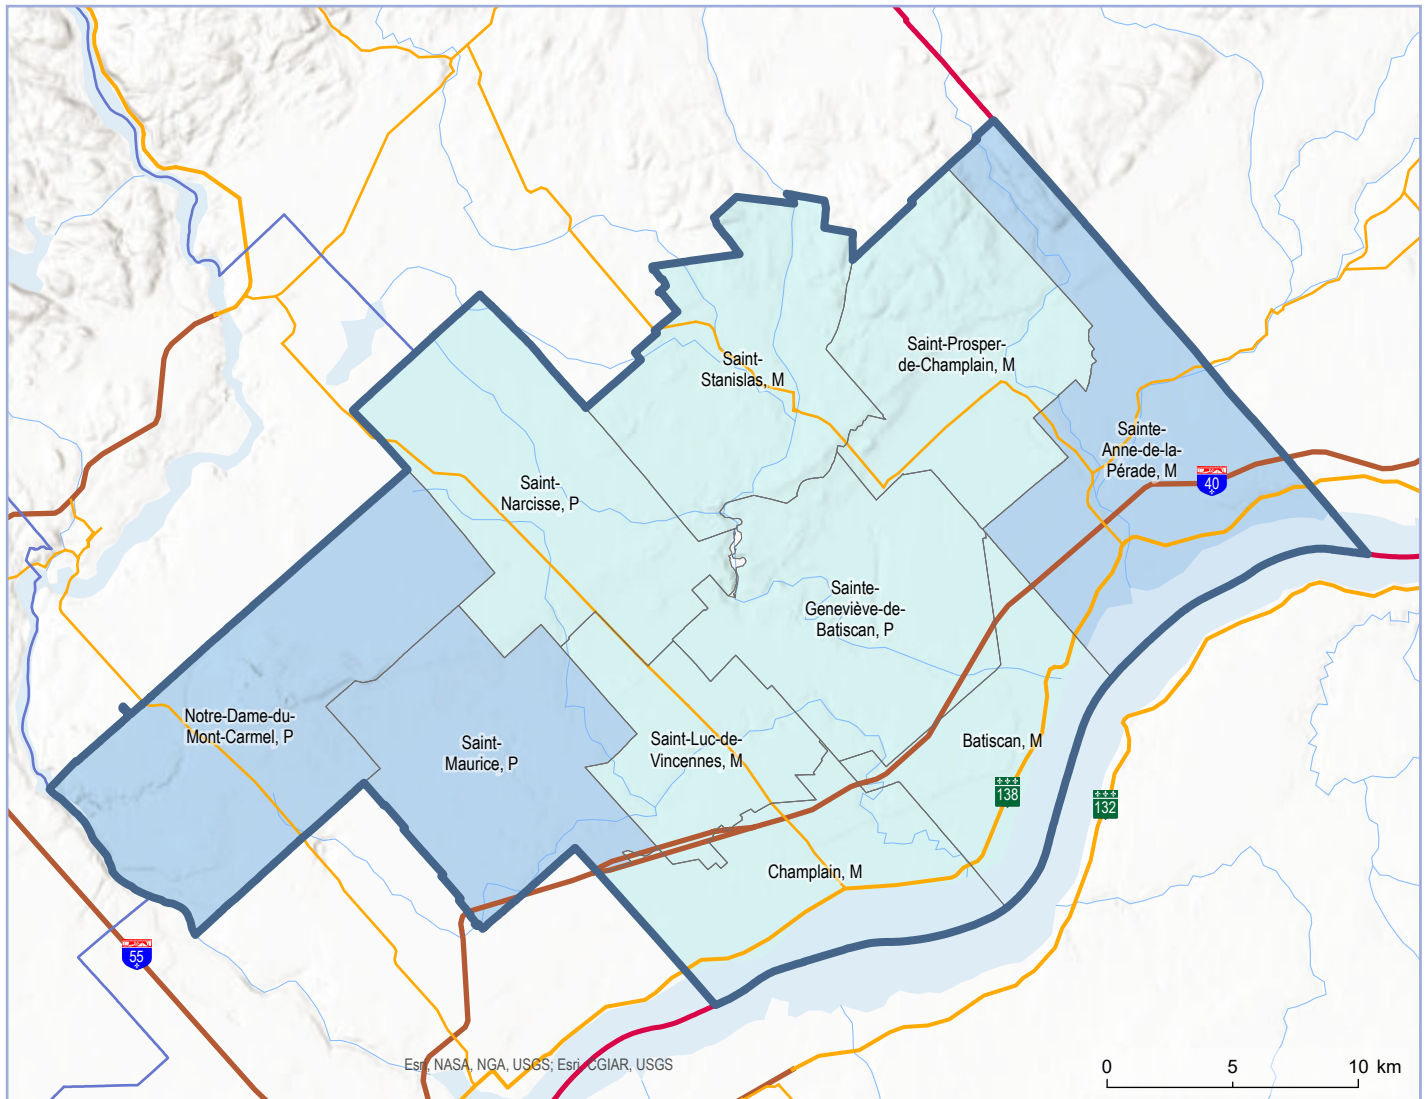 Saint-
Stanislas, M
Saint-Prosper-
de-Champlain, M
Sainte-
Anne-de-la-
Pérade, M
40
Saint-
Narcisse, P
Sainte-
Geneviève-de-
Batiscan, P
Notre-Dame-du-
Mont-Carmel, P
Saint-
Maurice, P
Saint-Luc-de-
Vincennes, M
Batiscan, M
138
132
Champlain, M
55
Esri, NASA, NGA, USGS; Esri, CGIAR, USGS
0 5 10 km